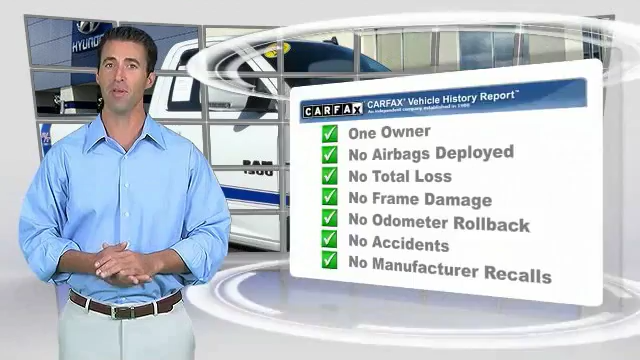 HYUNDAI
CARFAX CARFAX Vehicle History Report™
An independent company established in 1986
One Owner
No Airbags Deployed
No Total Loss
No Frame Damage
No Odometer Rollback
No Accidents
No Manufacturer Recalls